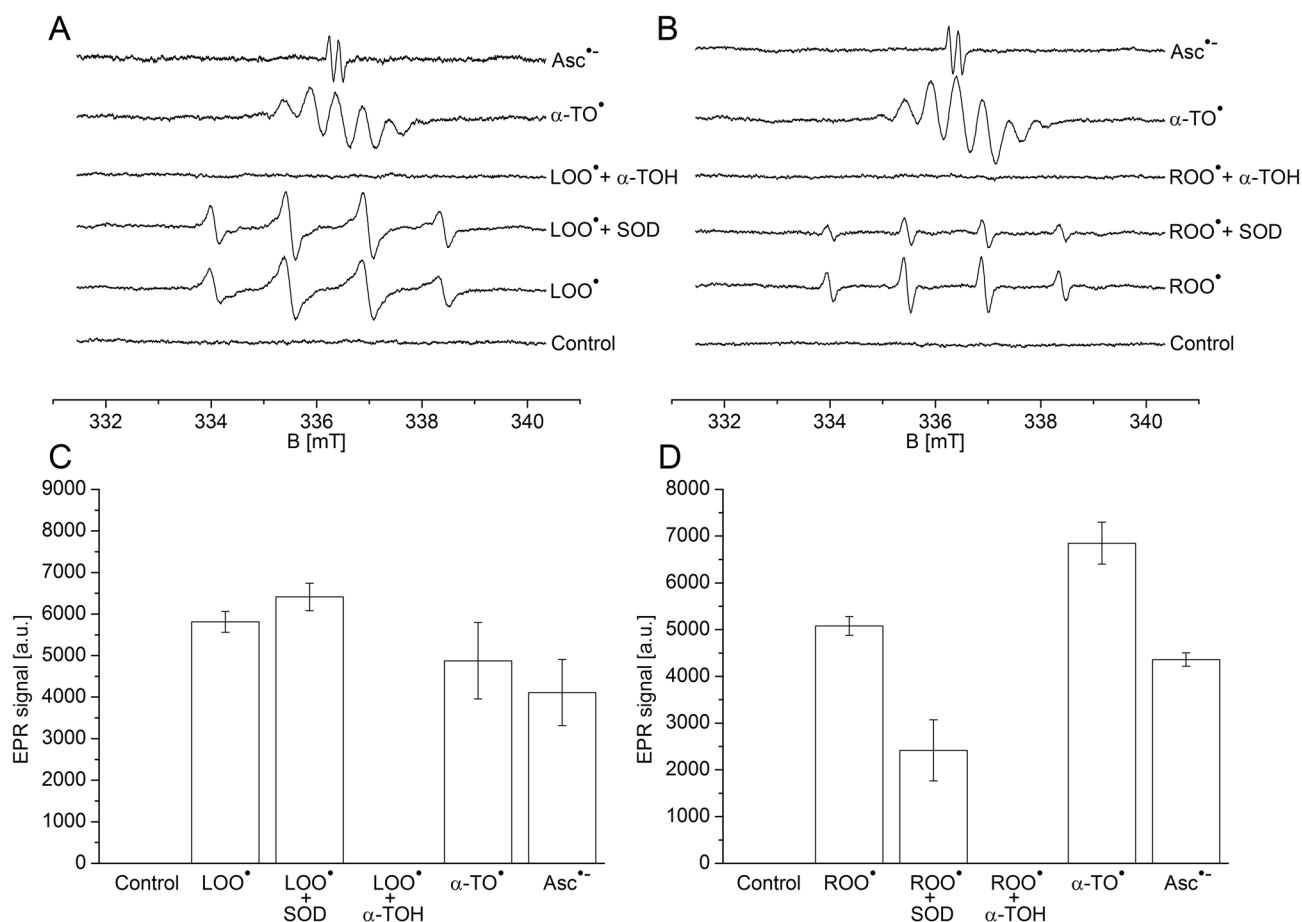 A
Asc•-
α-TO•
LOO• + α-TOH
LOO• + SOD
LOO•
Control
332 334 336 338 340
B [mT]
B
Asc•-
α-TO•
ROO• + α-TOH
ROO• + SOD
ROO•
Control
332 334 336 338 340
B [mT]
C
EPR signal [a.u.]
9000
8000
7000
6000
5000
4000
3000
2000
1000
0
Control
LOO•
LOO•
+
SOD
LOO•
+
α-TOH
α-TO•
Asc•-
D
EPR signal [a.u.]
8000
7000
6000
5000
4000
3000
2000
1000
0
Control
ROO•
ROO•
+
SOD
ROO•
+
α-TOH
α-TO•
Asc•-